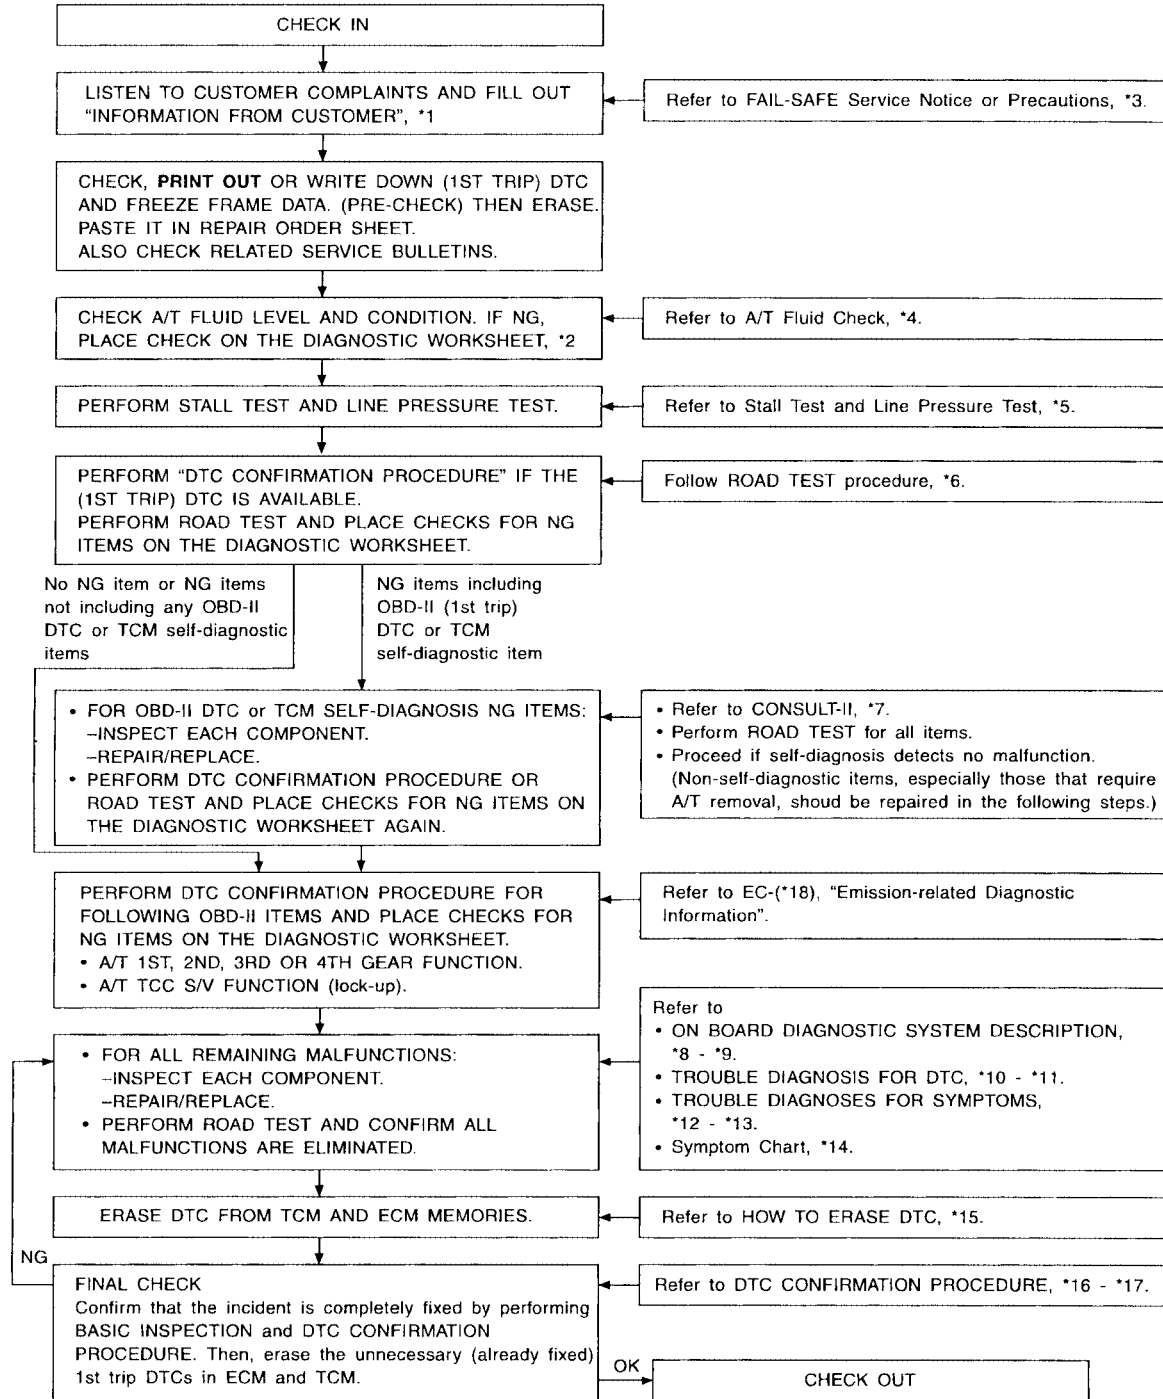 CHECK IN
LISTEN TO CUSTOMER COMPLAINTS AND FILL OUT
“INFORMATION FROM CUSTOMER”, *1
Refer to FAIL-SAFE Service Notice or Precautions, *3.
CHECK, PRINT OUT OR WRITE DOWN (1ST TRIP) DTC
AND FREEZE FRAME DATA. (PRE-CHECK) THEN ERASE.
PASTE IT IN REPAIR ORDER SHEET.
ALSO CHECK RELATED SERVICE BULLETINS.
CHECK A/T FLUID LEVEL AND CONDITION. IF NG,
PLACE CHECK ON THE DIAGNOSTIC WORKSHEET, *2
Refer to A/T Fluid Check, *4.
PERFORM STALL TEST AND LINE PRESSURE TEST.
Refer to Stall Test and Line Pressure Test, *5.
PERFORM “DTC CONFIRMATION PROCEDURE” IF THE
(1ST TRIP) DTC IS AVAILABLE.
PERFORM ROAD TEST AND PLACE CHECKS FOR NG
ITEMS ON THE DIAGNOSTIC WORKSHEET.
Follow ROAD TEST procedure, *6.
No NG item or NG items
not including any OBD-II
DTC or TCM self-diagnostic
items
NG items including
OBD-II (1st trip)
DTC or TCM
self-diagnostic item
• FOR OBD-II DTC or TCM SELF-DIAGNOSIS NG ITEMS:
–INSPECT EACH COMPONENT.
–REPAIR/REPLACE.
• PERFORM DTC CONFIRMATION PROCEDURE OR
ROAD TEST AND PLACE CHECKS FOR NG ITEMS ON
THE DIAGNOSTIC WORKSHEET AGAIN.
• Refer to CONSULT-II, *7.
• Perform ROAD TEST for all items.
• Proceed if self-diagnosis detects no malfunction.
(Non-self-diagnostic items, especially those that require
A/T removal, shoud be repaired in the following steps.)
PERFORM DTC CONFIRMATION PROCEDURE FOR
FOLLOWING OBD-II ITEMS AND PLACE CHECKS FOR
NG ITEMS ON THE DIAGNOSTIC WORKSHEET.
• A/T 1ST, 2ND, 3RD OR 4TH GEAR FUNCTION.
• A/T TCC S/V FUNCTION (lock-up).
Refer to EC-(*18), “Emission-related Diagnostic
Information”.
• FOR ALL REMAINING MALFUNCTIONS:
–INSPECT EACH COMPONENT.
–REPAIR/REPLACE.
• PERFORM ROAD TEST AND CONFIRM ALL
MALFUNCTIONS ARE ELIMINATED.
Refer to
• ON BOARD DIAGNOSTIC SYSTEM DESCRIPTION,
*8 - *9.
• TROUBLE DIAGNOSIS FOR DTC, *10 - *11.
• TROUBLE DIAGNOSES FOR SYMPTOMS,
*12 - *13.
• Symptom Chart, *14.
ERASE DTC FROM TCM AND ECM MEMORIES.
Refer to HOW TO ERASE DTC, *15.
NG
FINAL CHECK
Confirm that the incident is completely fixed by performing
BASIC INSPECTION and DTC CONFIRMATION
PROCEDURE. Then, erase the unnecessary (already fixed)
1st trip DTCs in ECM and TCM.
Refer to DTC CONFIRMATION PROCEDURE, *16 - *17.
OK
CHECK OUT